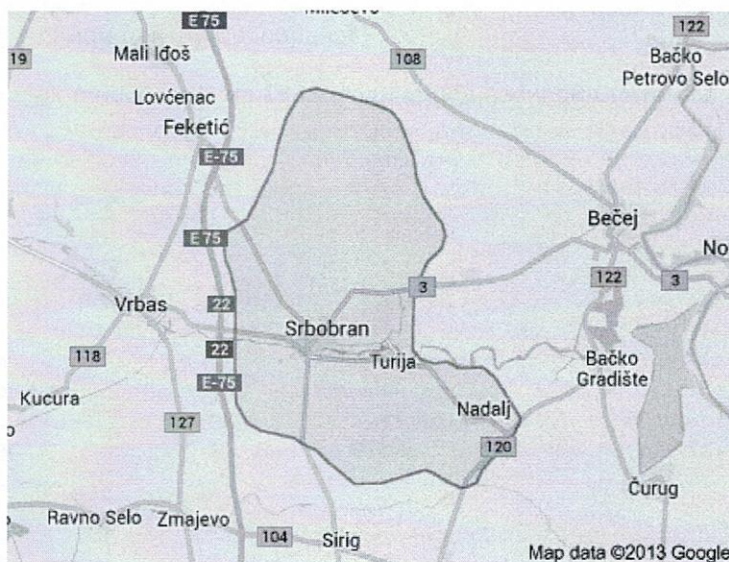 E 75
122
19
Mali Iđoš
108
Bačko
Petrovo Selo
Lovćenac
Feketić
E-75
Bečej
E 75
No
122
3
3
22
Vrbas
Srbobran
22
118
Turija
Bačko
Gradište
E-75
Kucura
Nadalj
127
120
Čurug
Ravno Selo
Zmajevo
104
Sirig
Map data ©2013 Google